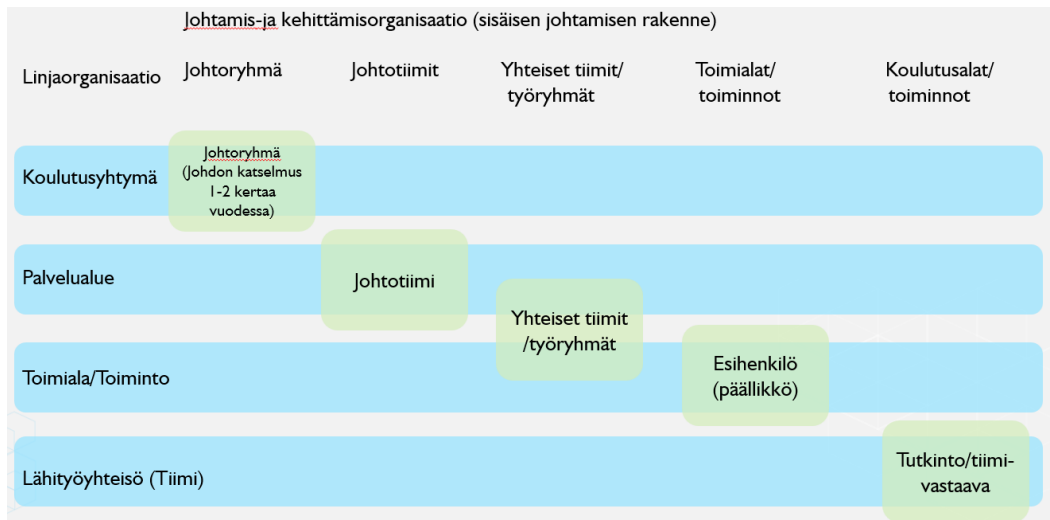 Johtamis-ja kehittämisorganisaatio (sisäisen johtamisen rakenne)
Linjaorganisaatio
Johtoryhmä
Johtotiimit
Yhteiset tiimit/
työryhmät
Toimialat/
toiminnot
Koulutusalat/
toiminnot
Koulutusyhtymä
Johtoryhmä
(Johdon katselmus
1-2 kertaa
vuodessa)
Palvelualue
Johtotiimi
Yhteiset tiimit
/työryhmät
Toimiala/Toiminto
Esihenkilö
(päällikkö)
Lähityöyhteisö (Tiimi)
Tutkinto/tiimi-
vastaava